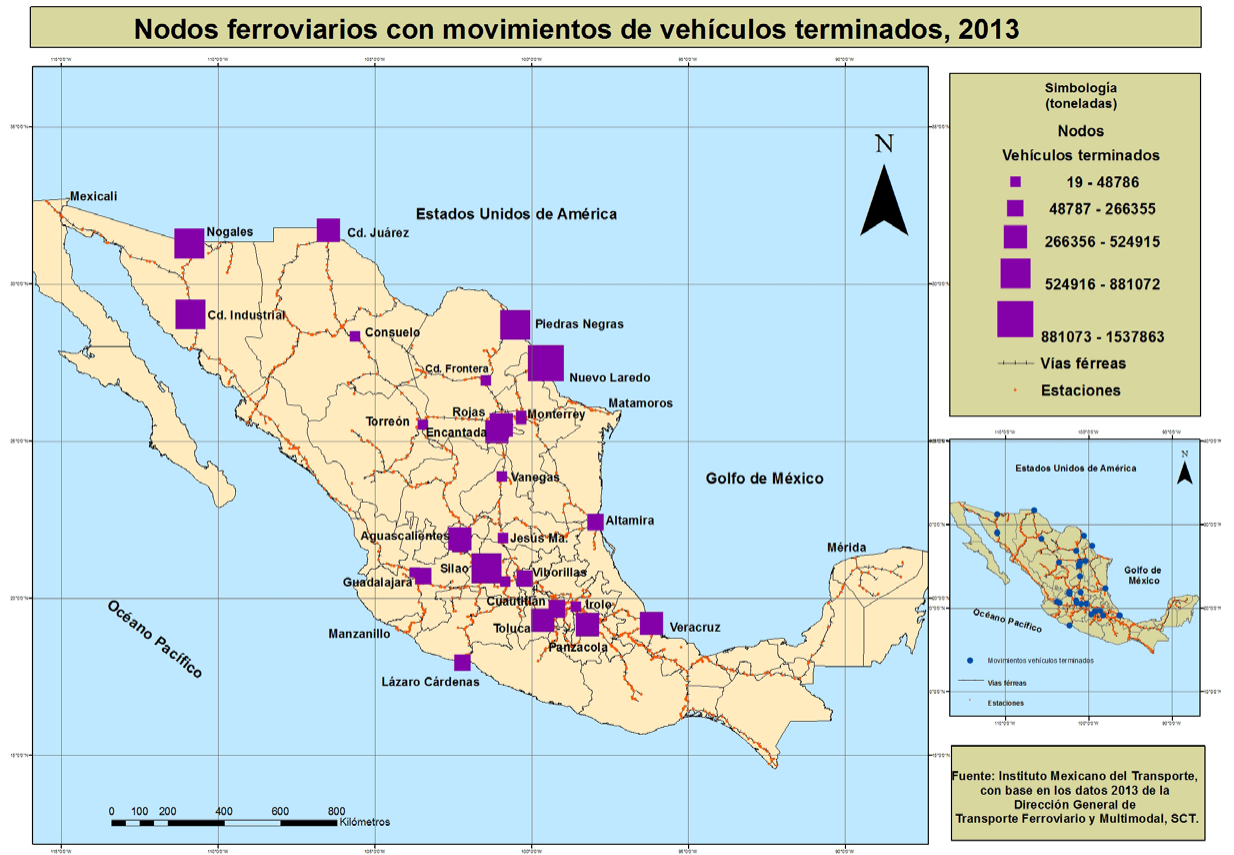 Nodos ferroviarios con movimientos de vehículos terminados, 2013
Mexicali
Nogales
Cd. Juárez
Estados Unidos de América
N
Cd. Industrial
Consuelo
Piedras Negras
Cd. Frontera
Nuevo Laredo
Matamoros
Rojas
Monterrey
Torreón
Encantada
Vanegas
Golfo de México
Altamira
Aguascalientes
Jesús Ma.
Mérida
Silao
Viborillas
Guadalajara
Cuautitlán
Irolo
Océano Pacífico
Manzanillo
Toluca
Veracruz
Panzacola
Lázaro Cárdenas
0 100 200 400 600 800
Kilómetros
Simbología
(toneladas)
Nodos
Vehículos terminados
19 - 48786
48787 - 266355
266356 - 524915
524916 - 881072
881073 - 1537863
Vías férreas
Estaciones
N
Estados Unidos de América
Golfo de
México
Océano Pacífico
Movimientos vehículos terminados
Vías férreas
Estaciones
Fuente: Instituto Mexicano del Transporte,
con base en los datos 2013 de la
Dirección General de
Transporte Ferroviario y Multimodal, SCT.